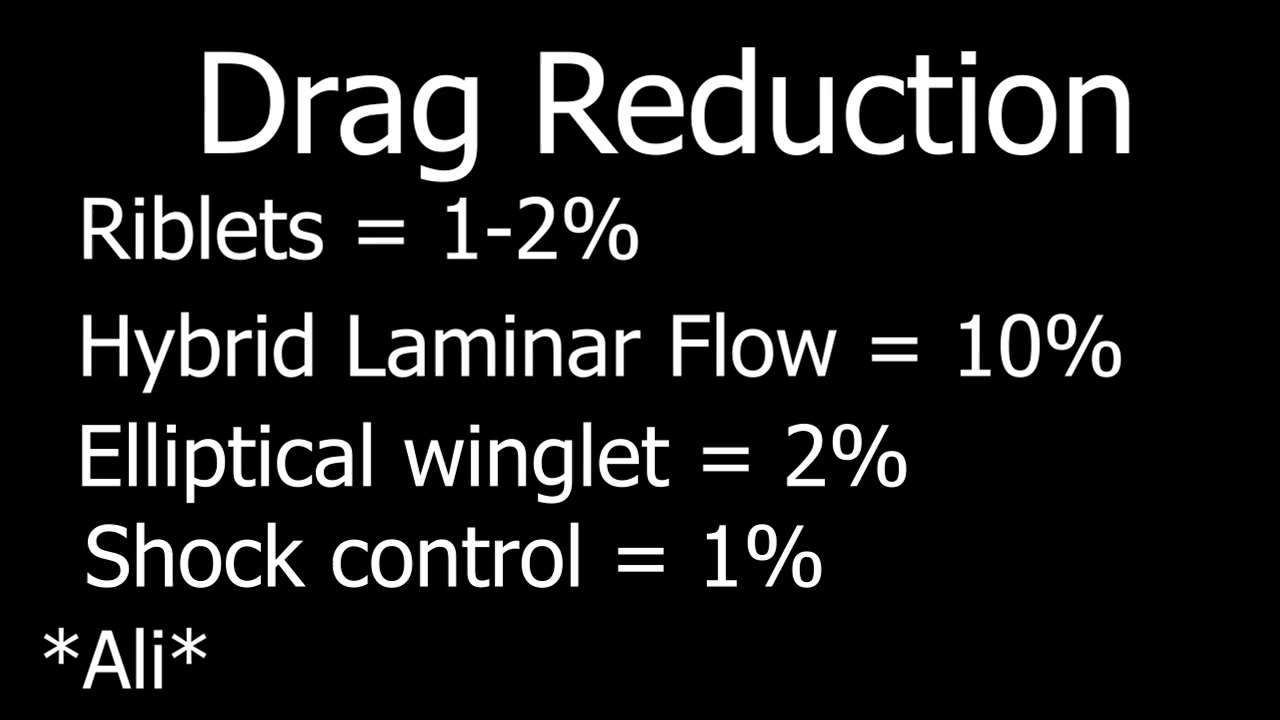 Drag Reduction
Riblets = 1-2%
Hybrid Laminar Flow = 10%
Elliptical winglet = 2%
Shock control = 1%
*Ali*